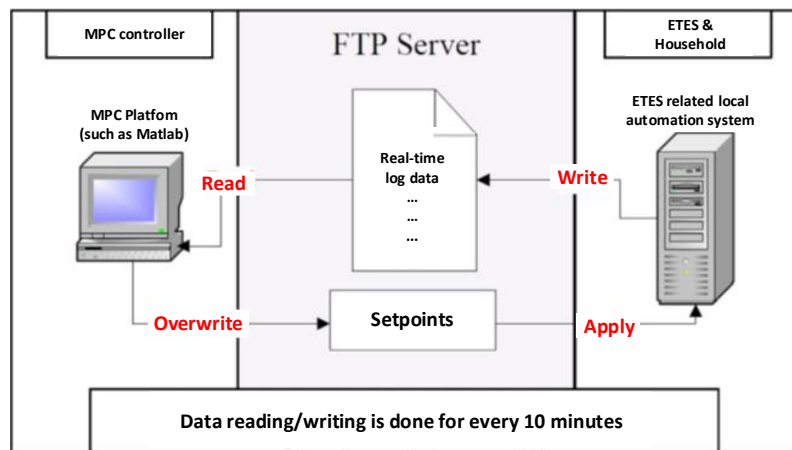 MPC controller
FTP Server
ETES &
Household
MPC Platfom
(such as Matlab)
ETES related local
automation system
Real-time
log data
...
...
...
Read
Write
Overwrite
Setpoints
Apply
Data reading/writing is done for every 10 minutes